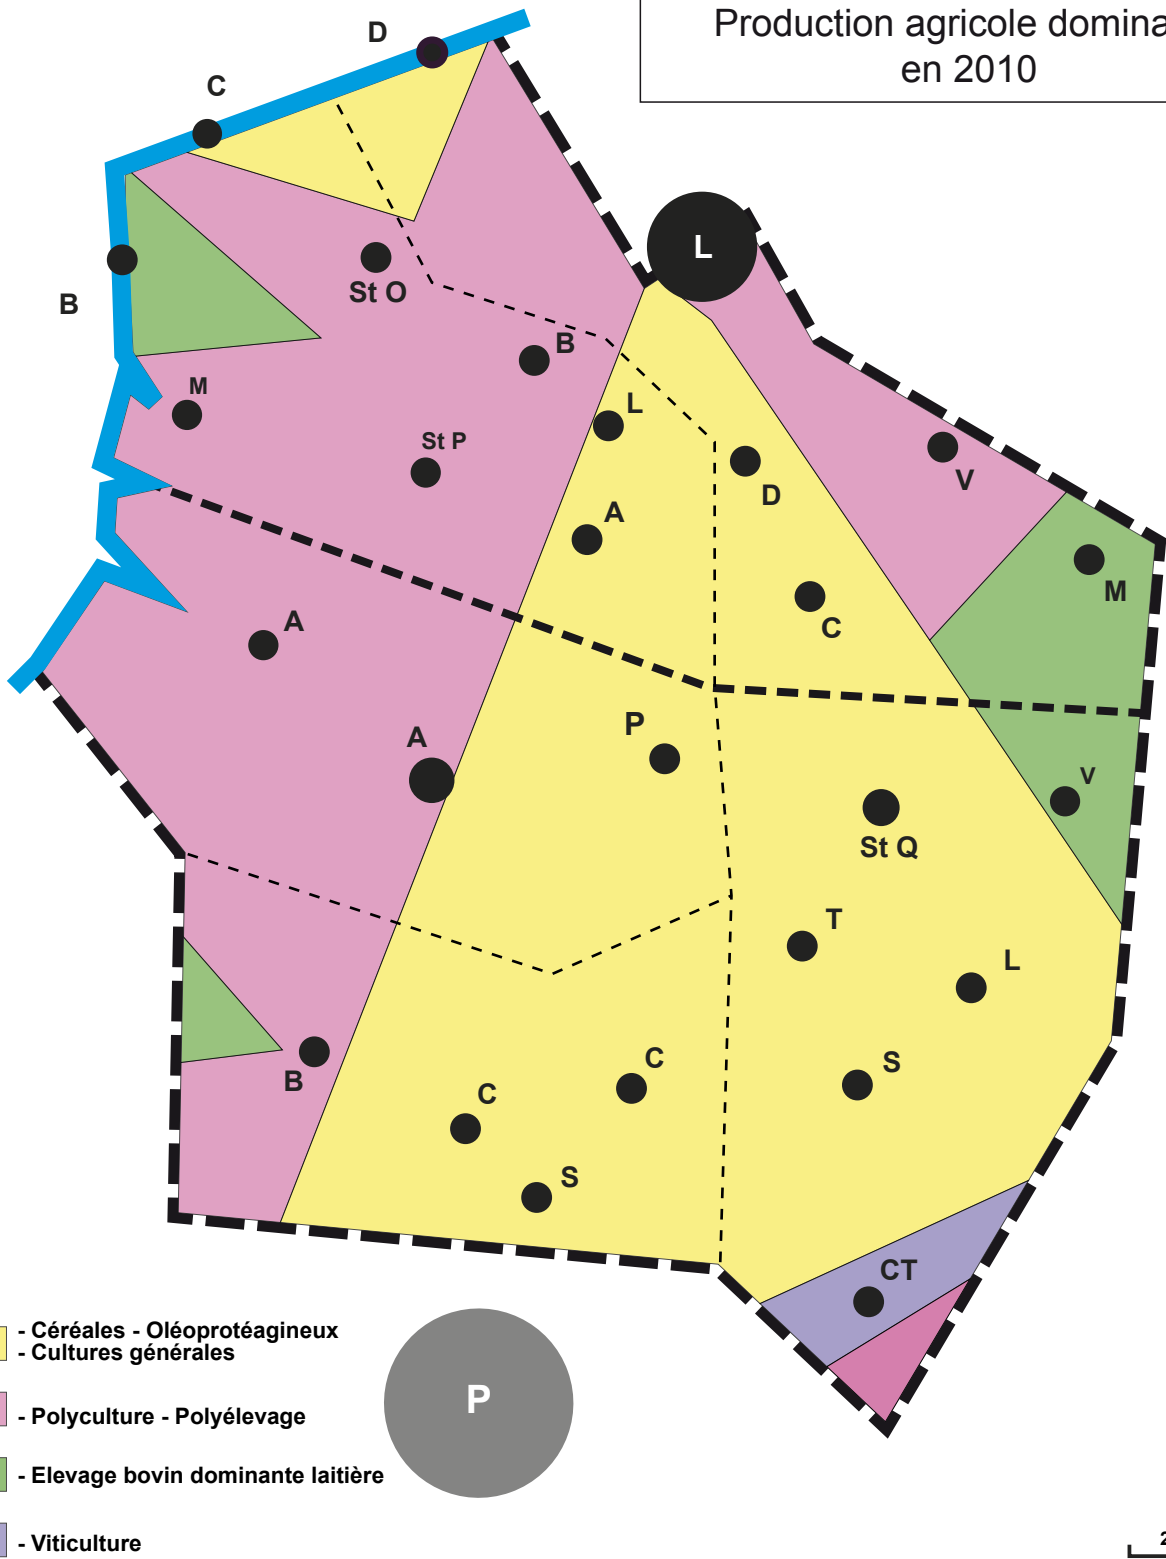 Production agricole domina
en 2010
D
C
L
St O
B
B
M
L
St P
V
D
A
M
C
A
P
A
V
St Q
T
L
C
S
B
C
S
CT
- Céréales - Oléoprotéagineux
- Cultures générales
P
- Polyculture - Polyélevage
- Elevage bovin dominante laitière
- Viticulture
2